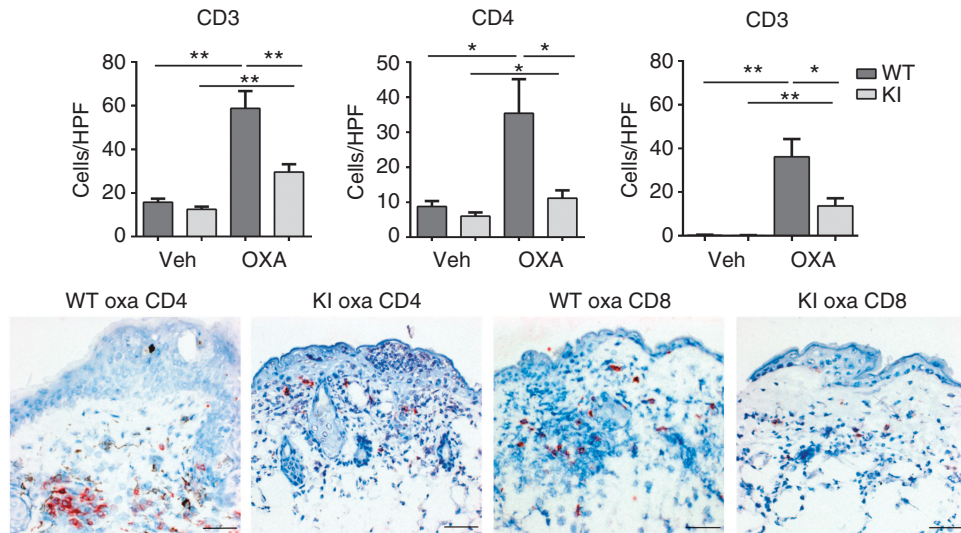 CD3
CD4
CD3
** **
**
* *
*
** *
**
WT
KI
Cells/HPF
80
60
40
20
0
Veh OXA
Cells/HPF
50
40
30
20
10
0
Veh OXA
Cells/HPF
80
60
40
20
0
Veh OXA
WT oxa CD4
KI oxa CD4
WT oxa CD8
KI oxa CD8